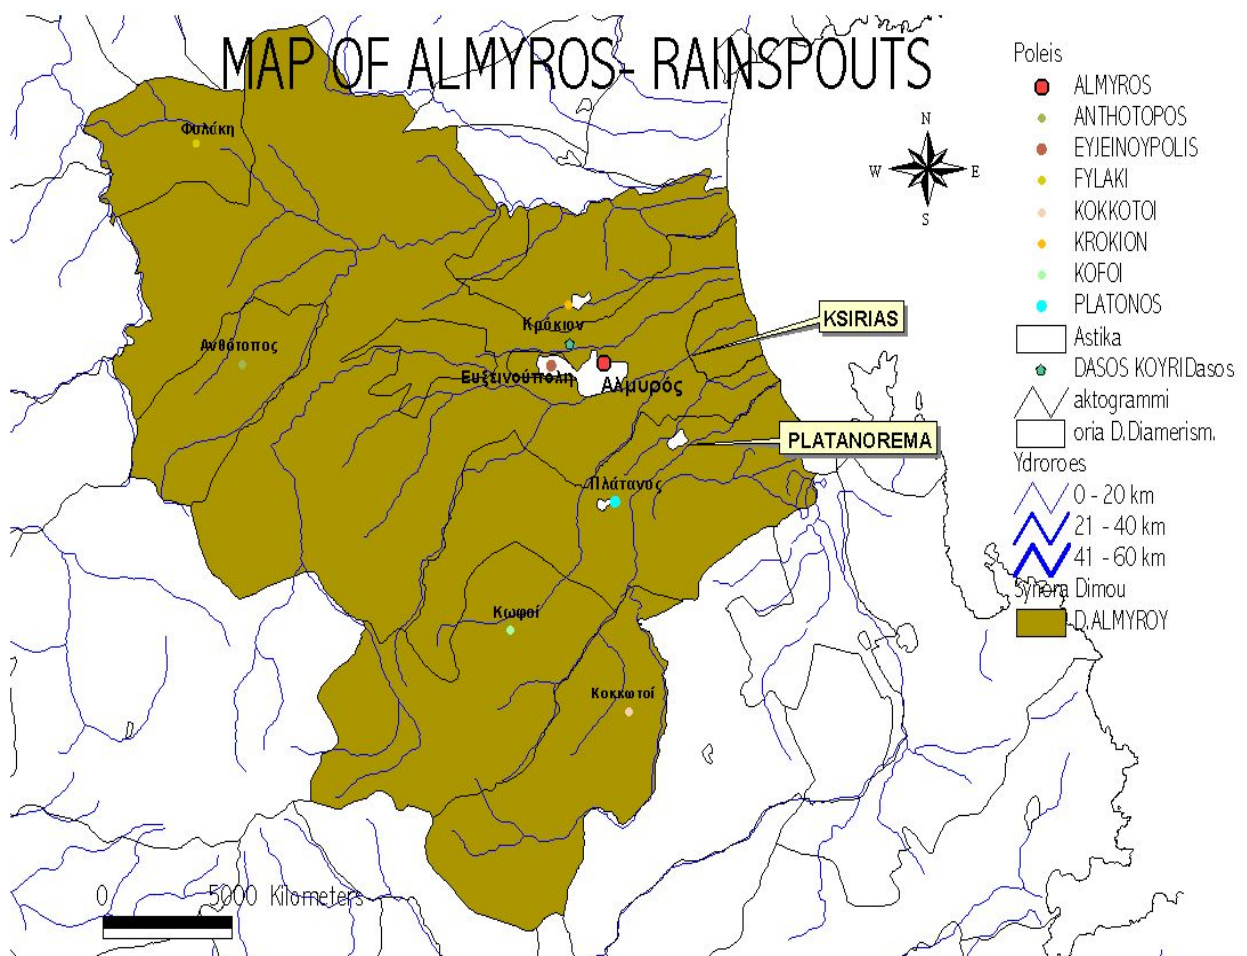 MAP OF ALMYROS- RAINSPOUTS
Poleis
ALMYROS
ANTHOTOPOS
EYJEINOYPOLIS
FYLAKI
KOKKOTOI
KROKION
KOFOI
PLATONOS
Astika
DASOS KOYRIDasos
aktogrammi
oria D.Diamerism.
Ydroroes
0 - 20 km
21 - 40 km
41 - 60 km
Synora Dimou
D.ALMYROY
N
W E
S
Φυλάκη
Κρόκιον
KSIRIAS
Ανθότοπος
Ευξεινούπολη
Αλμυρός
PLATANOREMA
Πλάτανος
Κωφοί
Κοκκωτοί
0 5000 Kilometers